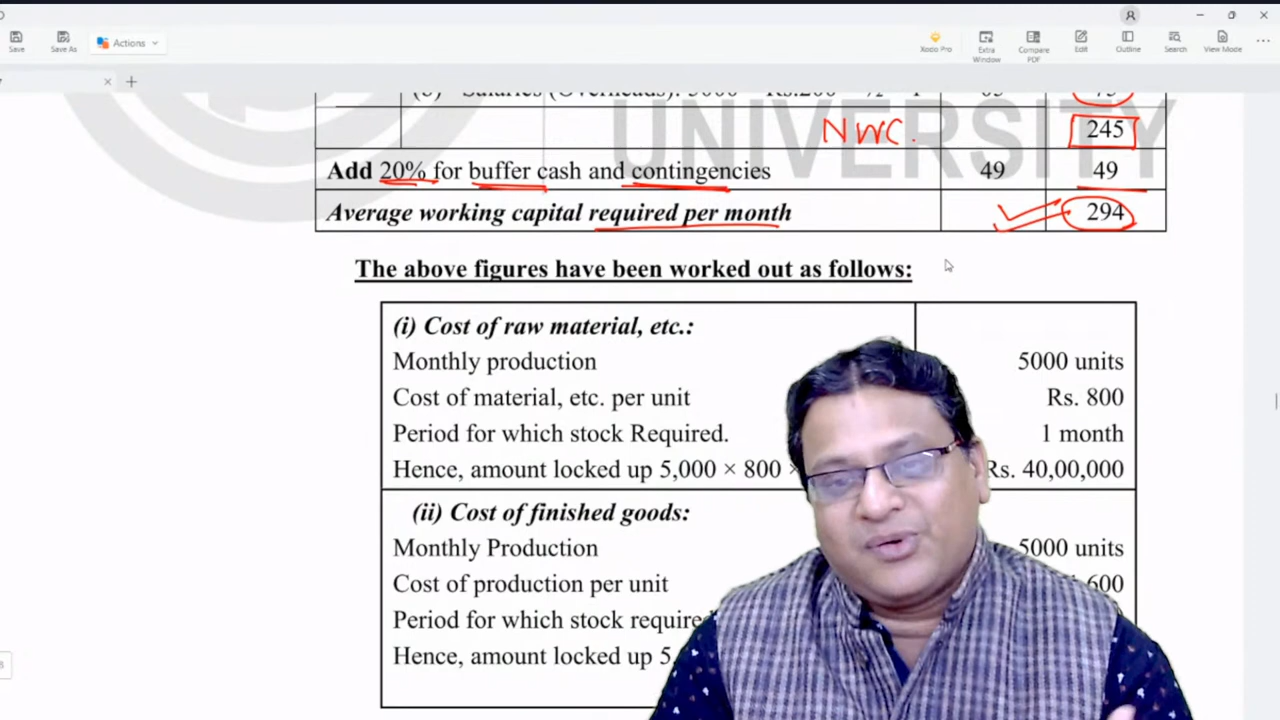 Save
Save As
Actions
Xodo Pro
Extra Window
Compare PDF
Edit
Outline
Search
View Mode
Salaries (Overheads): 5000
UNIVERSITY
NWC.
245
Add 20% for buffer cash and contingencies 49 49
Average working capital required per month 294
The above figures have been worked out as follows:
(i) Cost of raw material, etc.:
Monthly production 5000 units
Cost of material, etc. per unit Rs. 800
Period for which stock Required. 1 month
Hence, amount locked up 5,000 × 800 × Rs. 40,00,000
(ii) Cost of finished goods:
Monthly Production 5000 units
Cost of production per unit 600
Period for which stock require
Hence, amount locked up 5